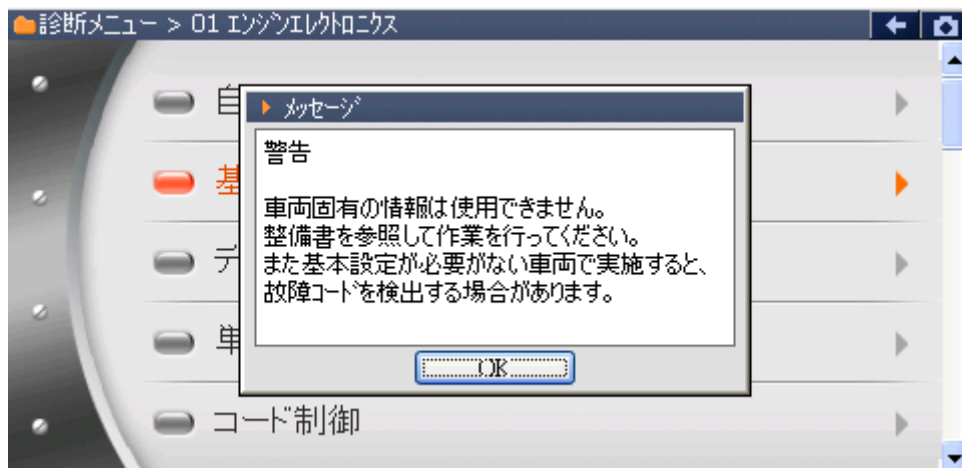 診断メニュー > 01 エンジンエレクトロニクス
自
メッセージ
警告
基
車両固有の情報は使用できません。
整備書を参照して作業を行ってください。
デ
また基本設定が必要がない車両で実施すると、
故障コードを検出する場合があります。
単
OK
コード制御